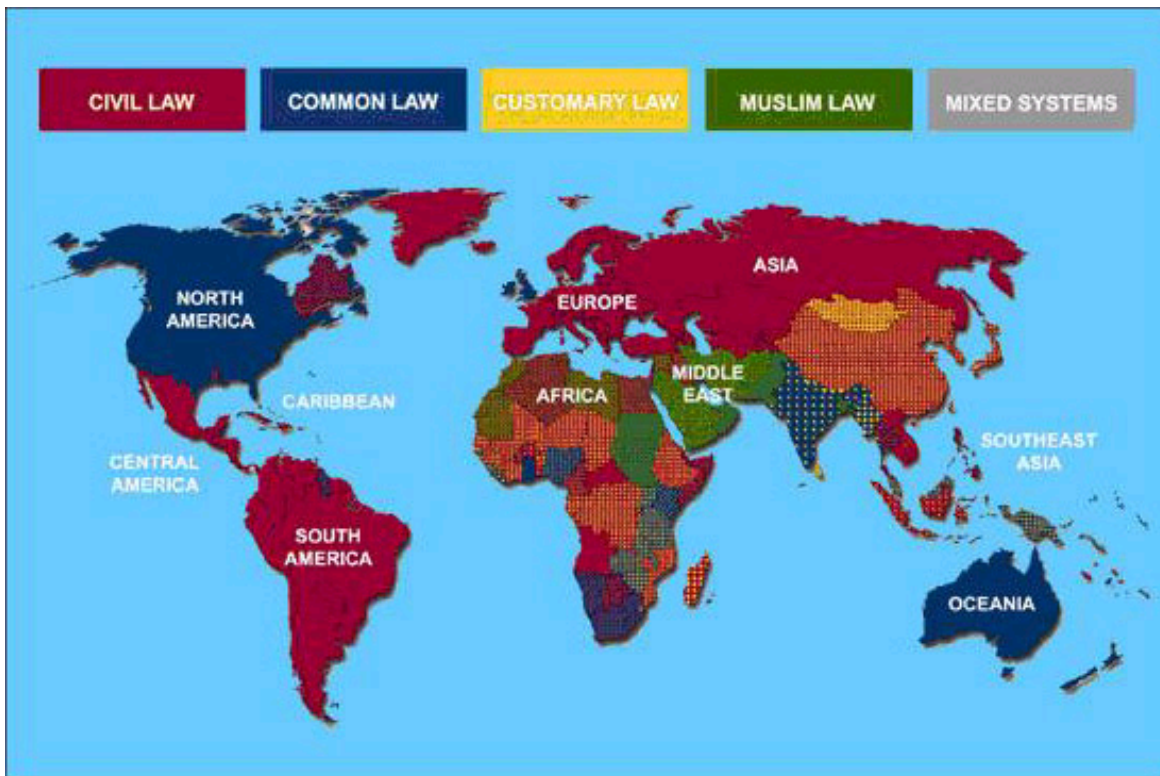 CIVIL LAW
COMMON LAW
CUSTOMARY LAW
MUSLIM LAW
MIXED SYSTEMS
ASIA
NORTH
AMERICA
EUROPE
MIDDLE
EAST
AFRICA
CARIBBEAN
SOUTHEAST
ASIA
CENTRAL
AMERICA
SOUTH
AMERICA
OCEANIA